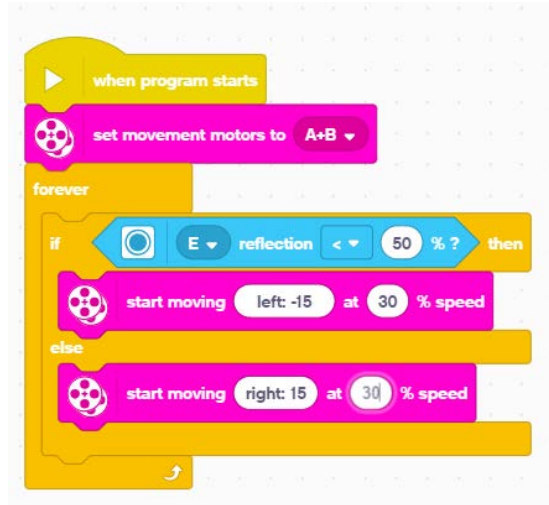 when program starts
set movement motors to A+B
forever
if E reflection < 50 % ? then
start moving left: -15 at 30 % speed
else
start moving right: 15 at 30 % speed